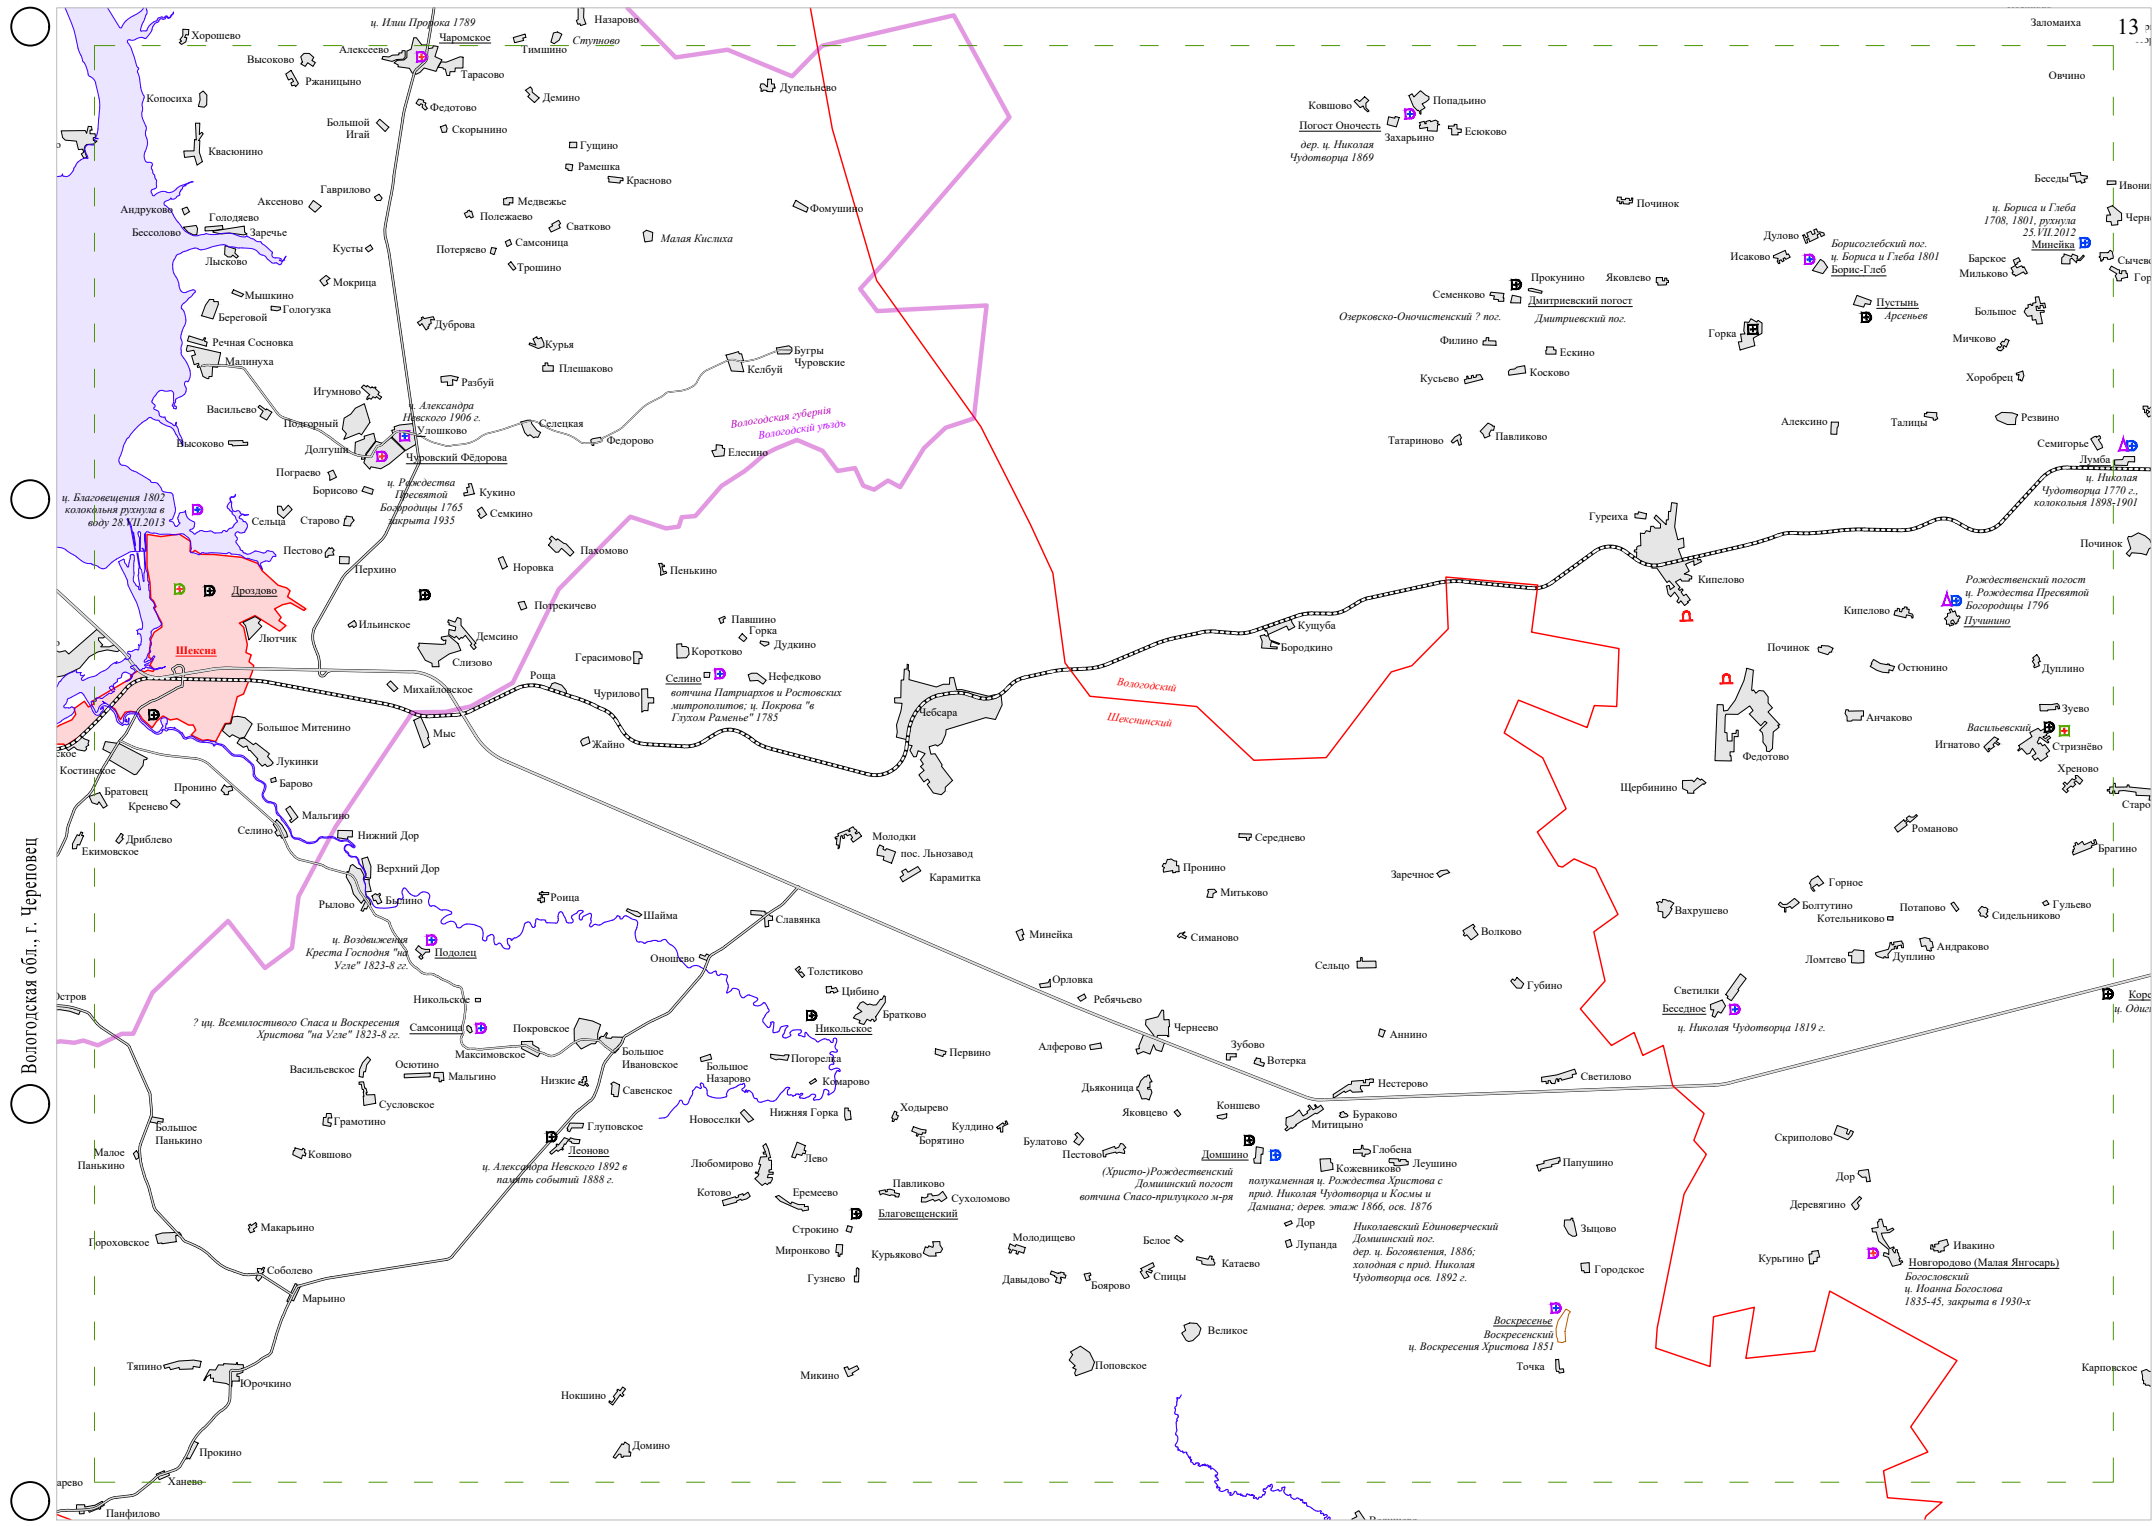 Заломаиха
13
ц. Илии Пророка 1789
Назарово
Хорошево
Чаромское
Тимшино
Ступново
Алексеево
Высоково
Тарасово
Ржаницыно
Овчино
Дупельнево
Копосиха
Демино
Федотово
Ковшово
Попадьино
Большой
Игай
Скорынино
Погост Оночесть
Захарьино
Есюково
Квасюнино
Гущино
дер. ц. Николая
Чудотворца 1869
Рамешка
Красново
Беседы
Гаврилово
Аксеново
Медвежье
Починок
Андруково
Голодяево
Полежаево
Фомушино
ц. Бориса и Глеба
1708, 1801, рухнула
25.VII.2012
Бессолово
Заречье
Сватково
Малая Кислиха
Дулово
Борисоглебский пог.
ц. Бориса и Глеба 1801
Борис-Глеб
Минейка
Кусты
Потеряево
Самсоница
Исаково
Барское
Лысково
Трошино
Мильково
Мокрица
Прокунино
Яковлево
Мышкино
Семенково
Дмитриевский погост
Пустынь
Гологузка
Береговой
Озерковско-Оночистенский ? пог.
Дмитриевский пог.
Арсеньев
Большое
Дуброва
Горка
Речная Сосновка
Курья
Бугры
Чуровские
Филино
Ескино
Мичково
Малинуха
Плешаково
Келбуй
Кусьево
Косково
Хоробрец
Игумново
Разбуй
Васильево
ц. Александра
Невского 1906 г.
Вологодская губернія
Вологодскій уѣздъ
Подгорный
Улошково
Селецкая
Алексино
Талицы
Резвино
Высоково
Федорово
Татариново
Павликово
Семигорье
Долгуши
Чуровский Фёдорова
Елесино
Лумба
Пограево
ц. Рождества
Пресвятой
Богородицы 1765
закрыта 1935
ц. Николая
Чудотворца 1770 г.,
колокольня 1898-1901
Борисово
Кукино
ц. Благовещения 1802
колокольня рухнула в
воду 28.VII.2013
Сельца
Старово
Семкино
Гуреиха
Пестово
Пахомово
Починок
Перхино
Норовка
Пенькино
Кипелово
Рождественский погост
ц. Рождества Пресвятой
Богородицы 1796
Дроздово
Потрекичево
Кипелово
Пучинино
Ильинское
Павшино
Кущуба
Лютчик
Демсино
Горка
Дудкино
Бородкино
Шексна
Слизово
Герасимово
Коротково
Починок
Остюнино
Дуплино
Роща
Селино
Нефедково
Михайловское
Чурилово
вотчина Патриархов и Ростовских
митрополитов; ц. Покрова "в
Глухом Раменье" 1785
Вологодский
Шекснинский
Чебсара
Анчаково
Зуево
Большое Митенино
Мыс
Жайно
Васильевский
Игнатово
Стризнёво
Федотово
Лукинки
Костинское
Хреново
Барово
Щербинино
Братовец
Пронино
Кренево
Мальгино
Селино
Нижний Дор
Молодки
Середнево
Романово
Дриблево
Екимовское
пос. Льнозавод
Брагино
Верхний Дор
Пронино
Карамитка
Заречное
Горное
Рылово
Былино
Роица
Митьково
Вахрушево
Болтутино
Потапово
Гульево
Шайма
Славянка
Котельниково
Сидельниково
ц. Воздвижения
Креста Господня "на
Угле" 1823-8 гг.
Подолец
Минейка
Симаново
Волково
Андраково
Оношево
Ломтево
Дуплино
Толстиково
Сельцо
Никольское
Цибино
Орловка
Губино
Светилки
Ребячьево
Беседное
? цц. Всемилостивого Спаса и Воскресения
Христова "на Угле" 1823-8 гг.
Самсоница
Покровское
Никольское
Братково
Чернеево
ц. Николая Чудотворца 1819 г.
Аннино
Максимовское
Большое
Ивановское
Первино
Алферово
Зубово
Вотерка
Васильевское
Осютино
Погорелка
Мальгино
Низкие
Большое
Назарово
Комарово
Светилово
Савенское
Дьяконица
Нестерово
Сусловское
Новоселки
Нижняя Горка
Ходырево
Яковцево
Коншево
Бураково
Грамотино
Глуповское
Кулдино
Митицыно
Большое
Панькино
Борятино
Булатово
Скриполово
Малое
Панькино
Ковшово
Леоново
Лево
Пестово
Домшино
Глобена
ц. Александра Невского 1892 в
память событий 1888 г.
Любомирово
Кожевниково
Леушино
Папушино
(Христо-)Рождественский
Домшинский погост
вотчина Спасо-прилуцкого м-ря
полукаменная ц. Рождества Христова с
прид. Николая Чудотворца и Космы и
Дамиана; дерев. этаж 1866, осв. 1876
Котово
Еремеево
Павликово
Сухоломово
Дор
Деревягино
Благовещенский
Макарьино
Строкино
Дор
Николаевский Единоверческий
Домшинский пог.
дер. ц. Богоявления, 1886;
холодная с прид. Николая
Чудотворца осв. 1892 г.
Зыцово
Гороховское
Миронково
Курьяково
Молодищево
Белое
Лупанда
Ивакино
Курьгино
Новгородово (Малая Янгосарь)
Соболево
Гузнево
Давыдово
Боярово
Спицы
Катаево
Городское
Богословский
ц. Иоанна Богослова
1835-45, закрыта в 1930-х
Марьино
Великое
Воскресенье
Воскресенский
ц. Воскресения Христова 1851
Тяпино
Юрочкино
Микино
Поповское
Точка
Карповское
Нокшино
Прокино
Домино
Ханево
Панфилово
Вологодская обл., г. Череповец